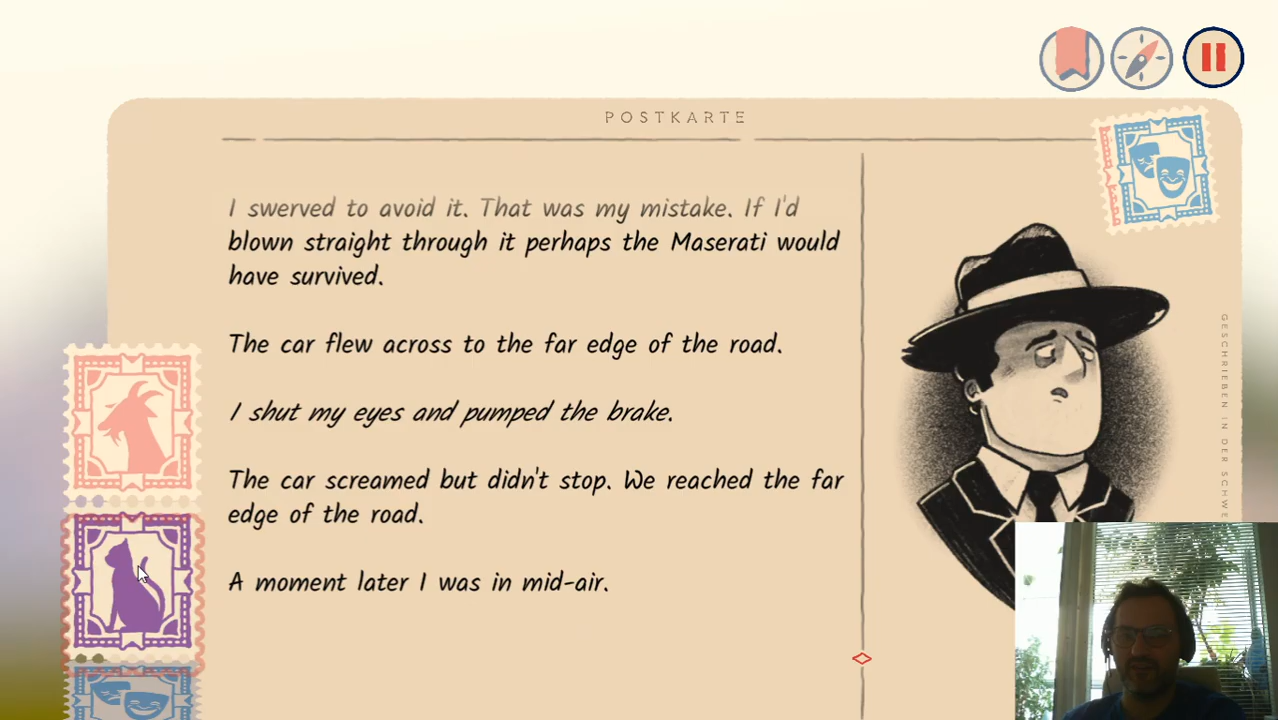 POSTKARTE
I swerved to avoid it. That was my mistake. If I'd
blown straight through it perhaps the Maserati would
have survived.
The car flew across to the far edge of the road.
I shut my eyes and pumped the brake.
The car screamed but didn't stop. We reached the far
edge of the road.
A moment later I was in mid-air.
GESCHRIEBEN IN DER